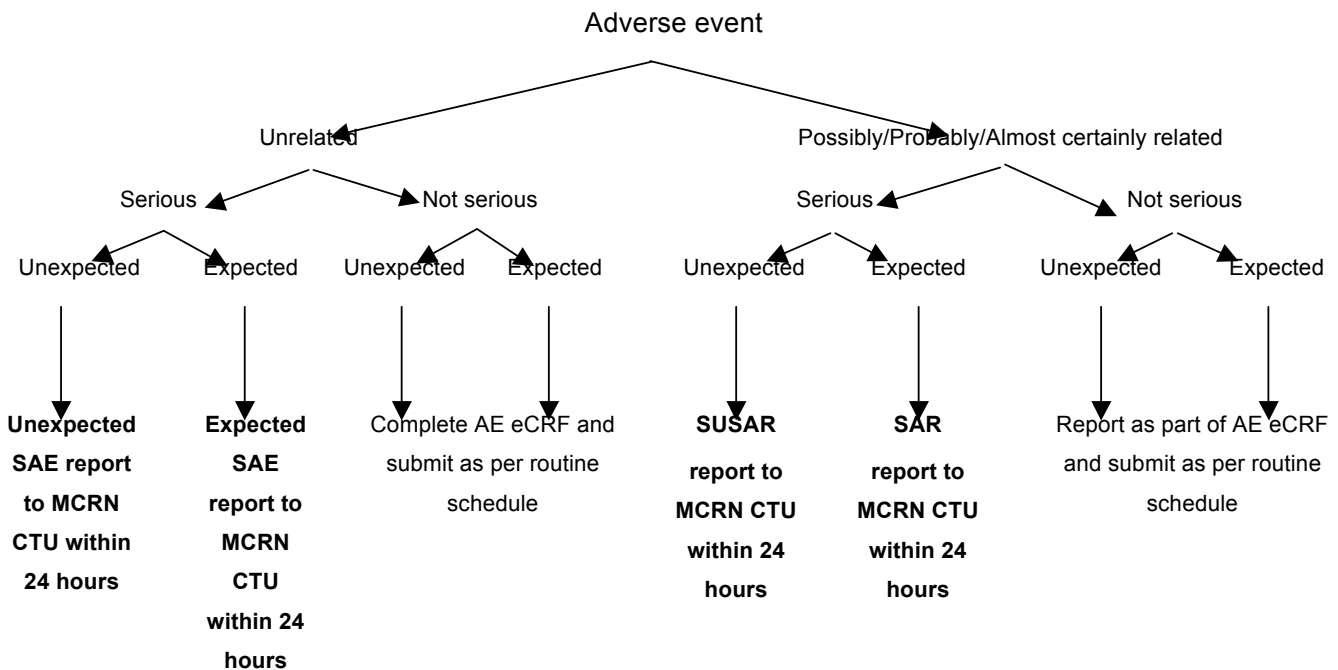 Adverse event
Unrelated
Possibly/Probably/Almost certainly related
Serious
Not serious
Serious
Not serious
Unexpected
Expected
Unexpected
Expected
Unexpected
Expected
Unexpected
Expected
Unexpected
SAE report
to MCRN
CTU within
24 hours
Expected
SAE
report to
MCRN
CTU
within 24
hours
Complete AE eCRF and
submit as per routine
schedule
SUSAR
report to
MCRN CTU
within 24
hours
SAR
report to
MCRN CTU
within 24
hours
Report as part of AE eCRF
and submit as per routine
schedule